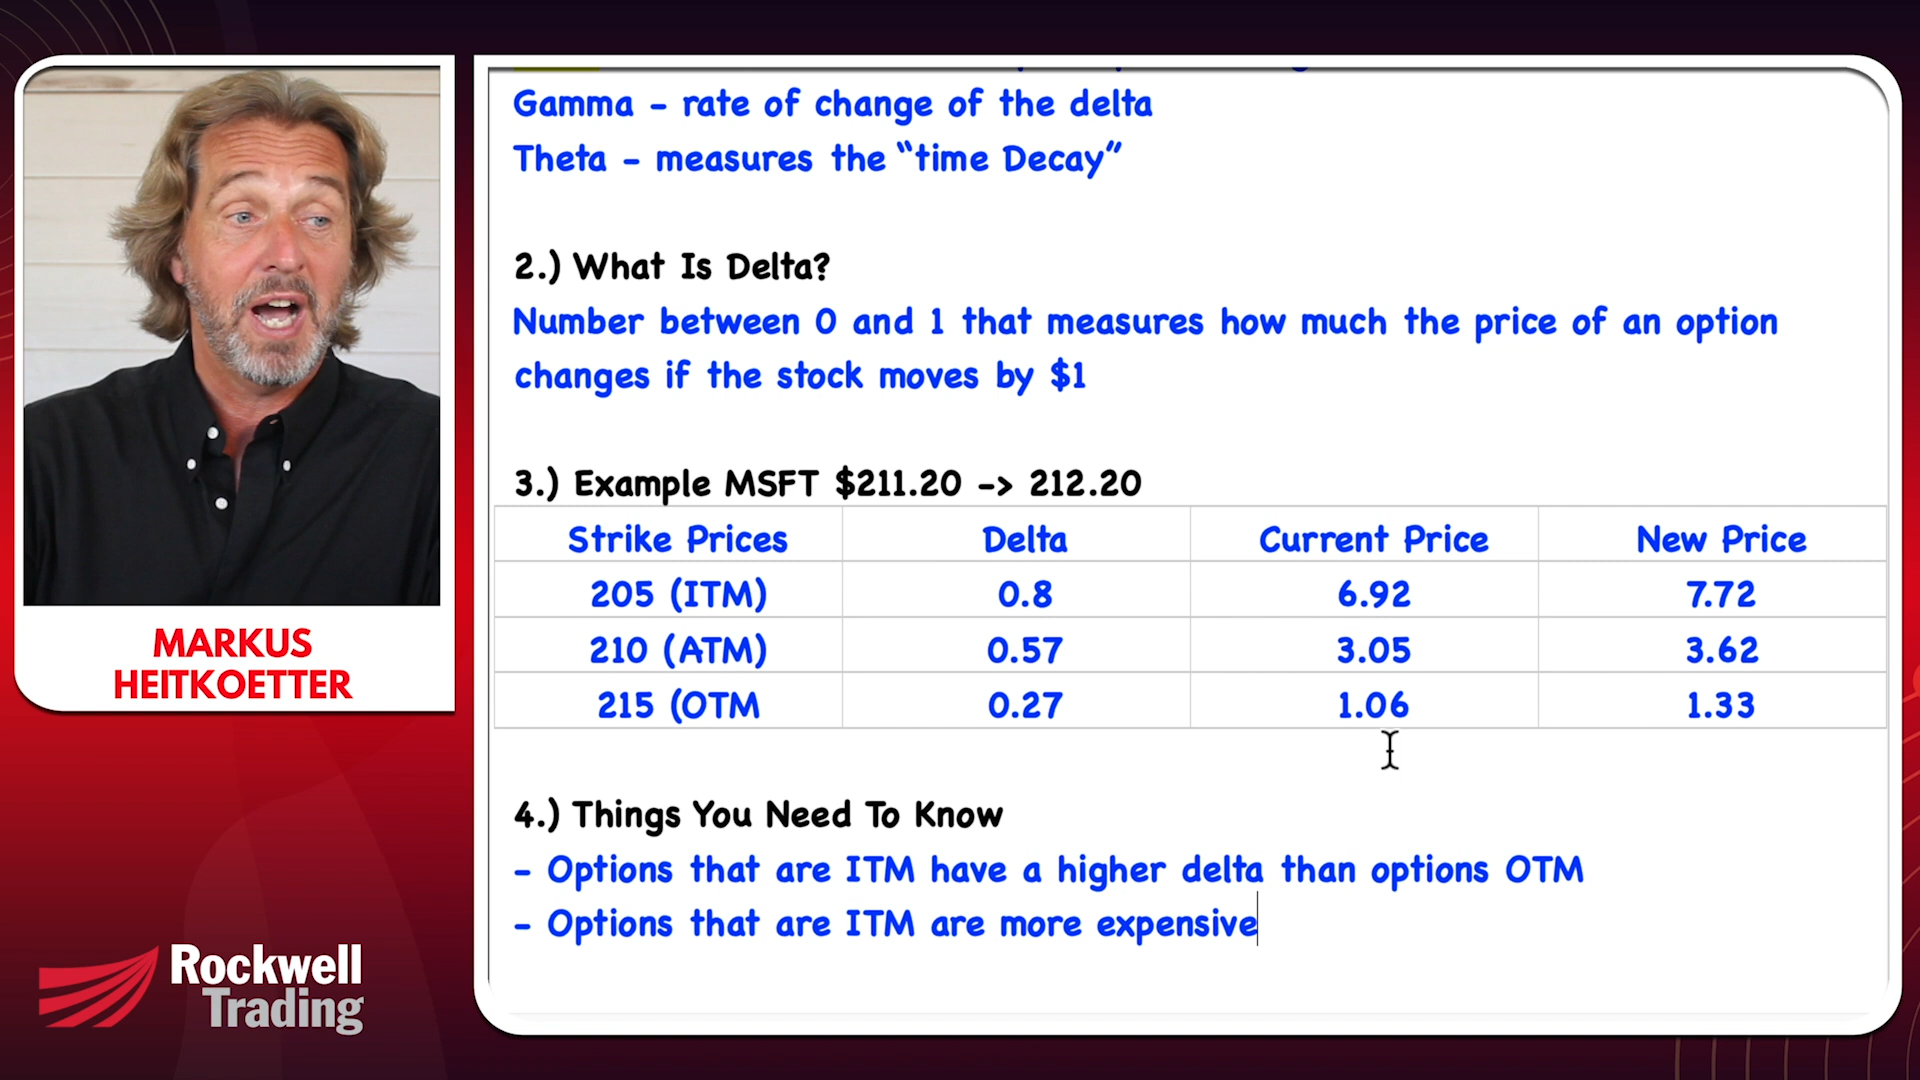 Gamma – rate of change of the delta
Theta – measures the “time Decay”
2.) What Is Delta?
Number between 0 and 1 that measures how much the price of an option
changes if the stock moves by $1
3.) Example MSFT $211.20 -> 212.20
Strike Prices Delta Current Price New Price
205 (ITM) 0.8 6.92 7.72
210 (ATM) 0.57 3.05 3.62
215 (OTM 0.27 1.06 1.33
4.) Things You Need To Know
- Options that are ITM have a higher delta than options OTM
- Options that are ITM are more expensive
MARKUS
HEITKOETTER
Rockwell
Trading